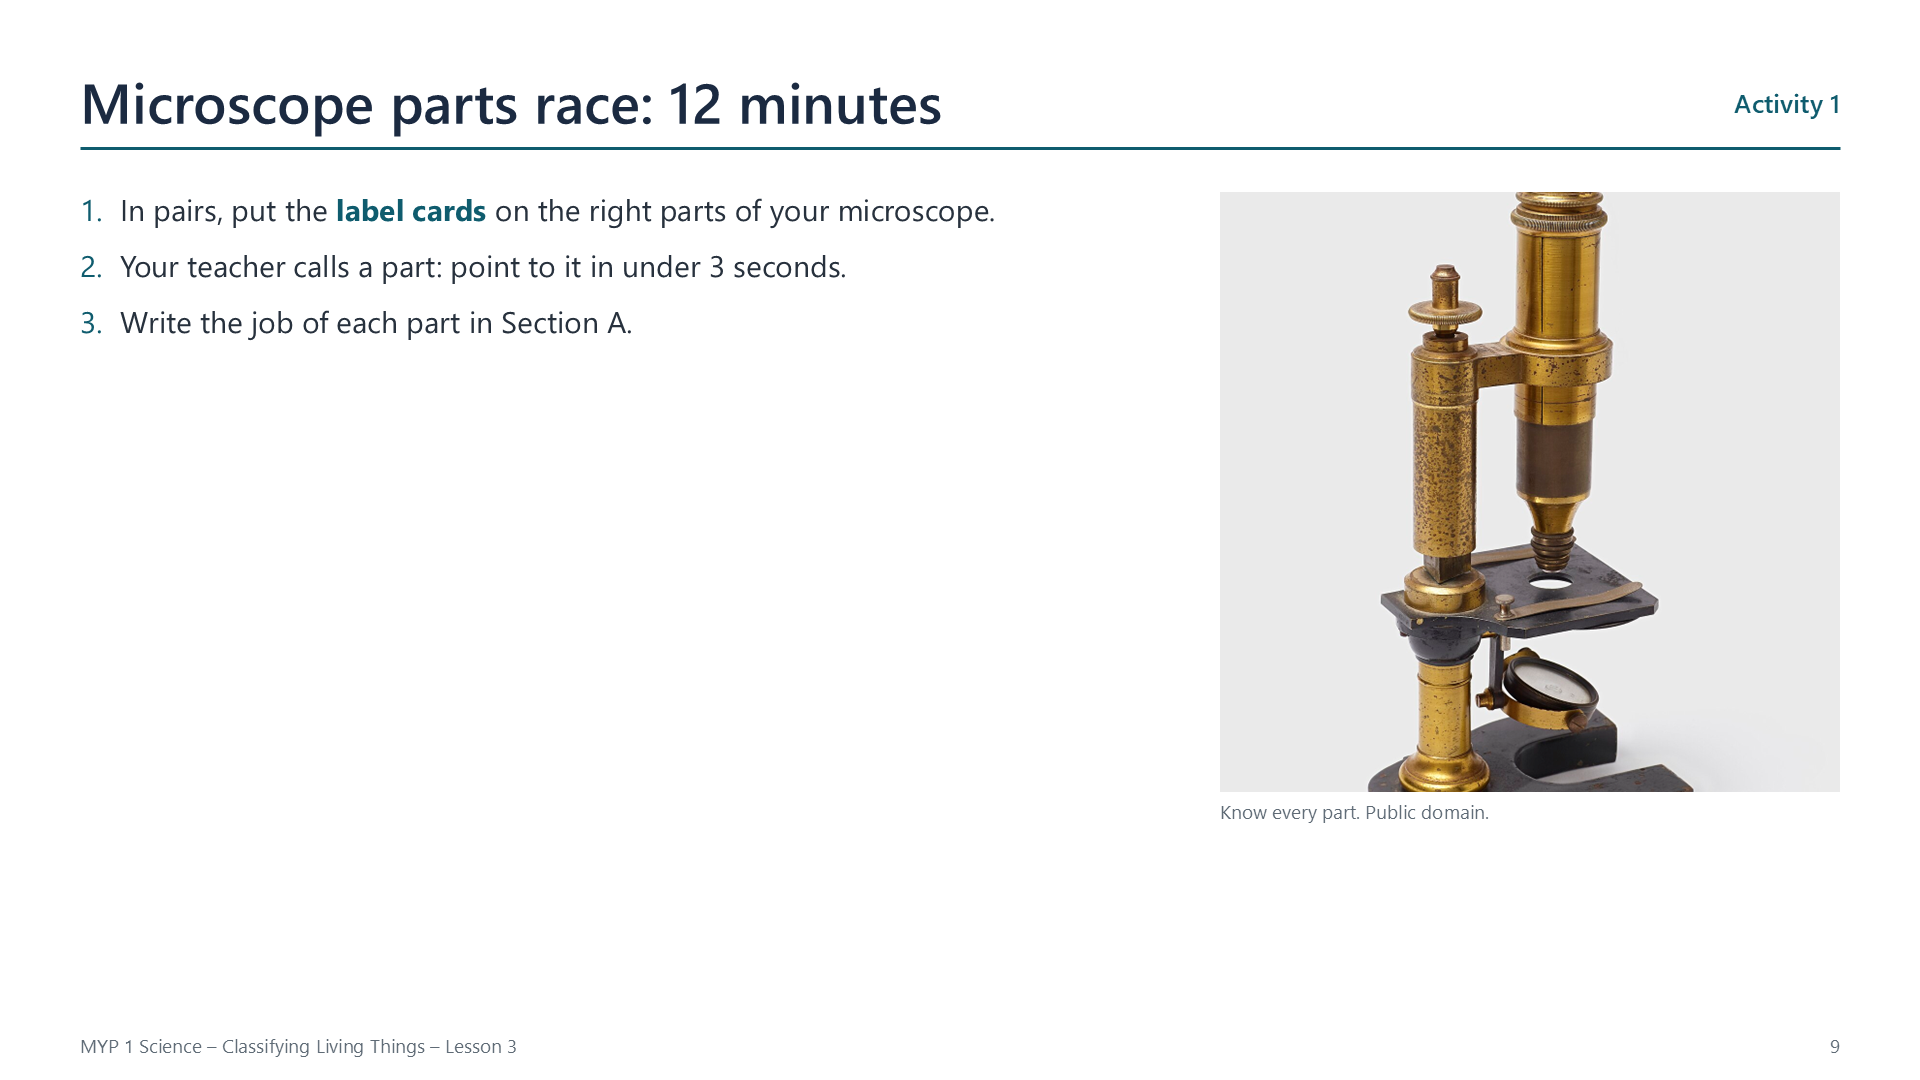 Microscope parts race: 12 minutes
Activity 1
1. In pairs, put the label cards on the right parts of your microscope.
2. Your teacher calls a part: point to it in under 3 seconds.
3. Write the job of each part in Section A.
Know every part. Public domain.
MYP 1 Science – Classifying Living Things – Lesson 3
9